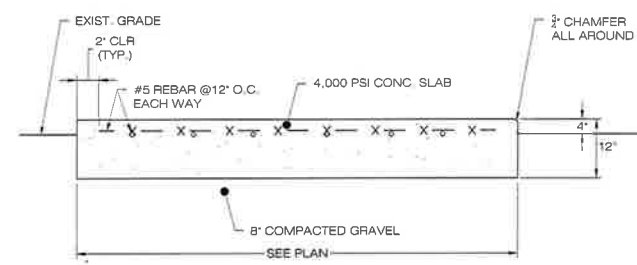 EXIST. GRADE
2" CLR
(TYP.)
#5 REBAR @12" O.C.
EACH WAY
4,000 PSI CONC. SLAB
3/4" CHAMFER
ALL AROUND
4"
12"
8" COMPACTED GRAVEL
SEE PLAN